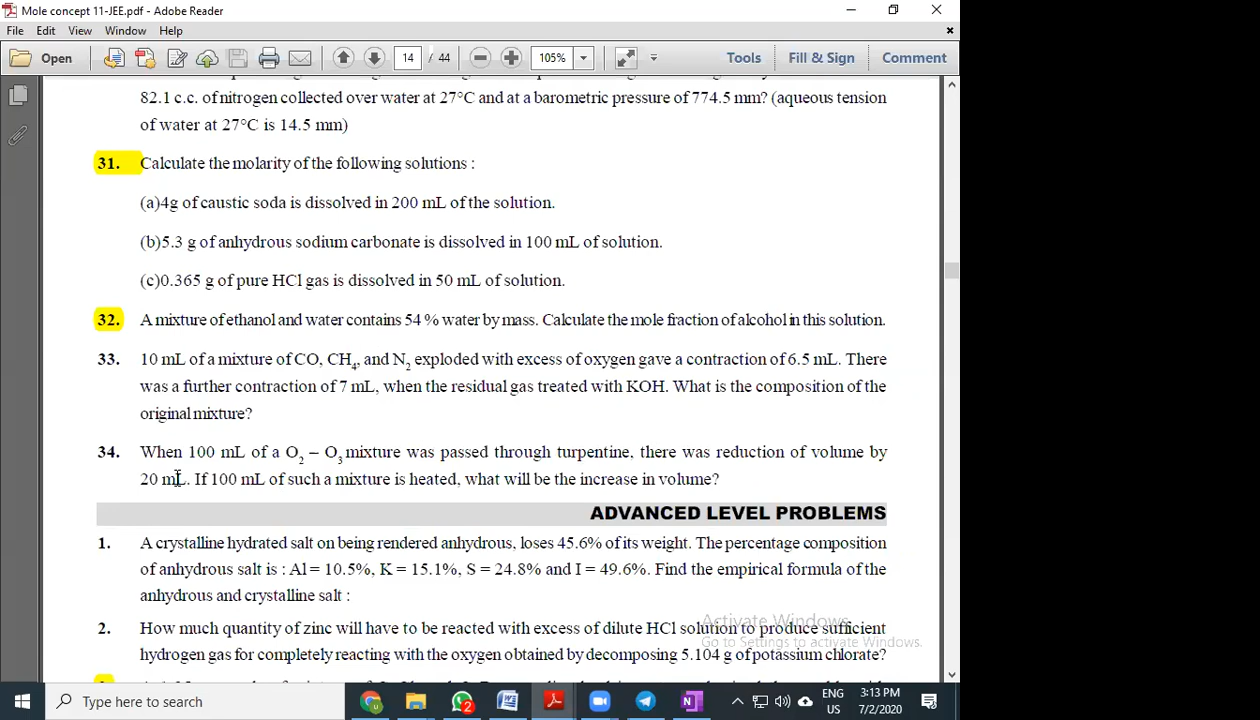 Mole concept 11-JEE.pdf - Adobe Reader
File Edit View Window Help
Open 14 / 44 105% Tools Fill & Sign Comment
82.1 c.c. of nitrogen collected over water at 27°C and at a barometric pressure of 774.5 mm? (aqueous tension
of water at 27°C is 14.5 mm)
31. Calculate the molarity of the following solutions :
(a)4g of caustic soda is dissolved in 200 mL of the solution.
(b)5.3 g of anhydrous sodium carbonate is dissolved in 100 mL of solution.
(c)0.365 g of pure HCl gas is dissolved in 50 mL of solution.
32. A mixture of ethanol and water contains 54 % water by mass. Calculate the mole fraction of alcohol in this solution.
33. 10 mL of a mixture of CO, CH₄, and N₂ exploded with excess of oxygen gave a contraction of 6.5 mL. There
was a further contraction of 7 mL, when the residual gas treated with KOH. What is the composition of the
original mixture?
34. When 100 mL of a O₂ – O₃ mixture was passed through turpentine, there was reduction of volume by
20 mL. If 100 mL of such a mixture is heated, what will be the increase in volume?
ADVANCED LEVEL PROBLEMS
1. A crystalline hydrated salt on being rendered anhydrous, loses 45.6% of its weight. The percentage composition
of anhydrous salt is : Al = 10.5%, K = 15.1%, S = 24.8% and I = 49.6%. Find the empirical formula of the
anhydrous and crystalline salt :
2. How much quantity of zinc will have to be reacted with excess of dilute HCl solution to produce sufficient
hydrogen gas for completely reacting with the oxygen obtained by decomposing 5.104 g of potassium chlorate?
Activate Windows
Go to Settings to activate Windows.
Type here to search
2
ENG
US
3:13 PM
7/2/2020